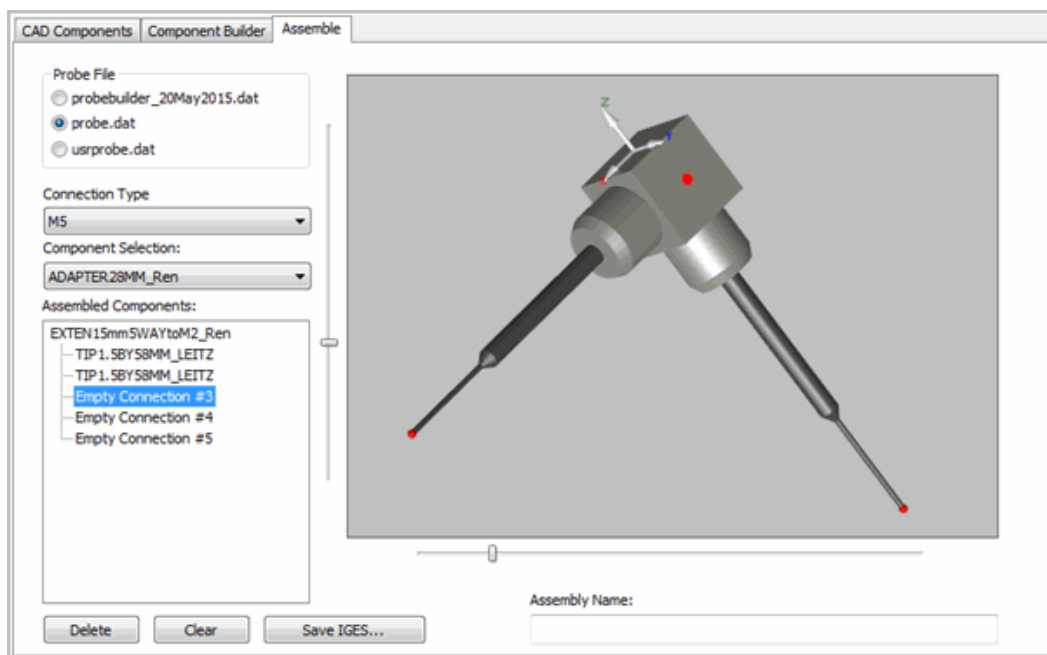 CAD Components
Component Builder
Assemble
Probe File
probebuilder_20May2015.dat
probe.dat
usrprobe.dat
Connection Type
M5
Component Selection:
ADAPTER28MM_Ren
Assembled Components:
EXTEN15mm5WAYtoM2_Ren
TIP1.5BY58MM_LEITZ
TIP1.5BY58MM_LEITZ
Empty Connection #3
Empty Connection #4
Empty Connection #5
Z
Y
Delete
Clear
Save IGES...
Assembly Name: